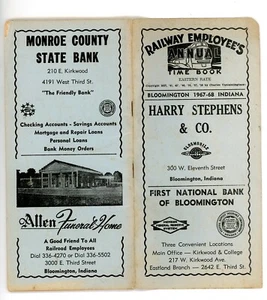 MONROE COUNTY
STATE BANK
210 E. Kirkwood
4191 West Third St.
"The Friendly Bank"
Checking Accounts - Savings Accounts
Mortgage and Repair Loans
Personal Loans
Bank Money Orders
Allen Funeral Home
A Good Friend To All
Railroad Employees
Dial 336-4270 or Dial 336-5502
3000 E. Third Street
Bloomington, Indiana
RAILWAY EMPLOYEE'S
ANNUAL
TIME BOOK
EASTERN RATE
BLOOMINGTON 1967-68 INDIANA
HARRY STEPHENS
& CO.
OLDSMOBILE
300 W. Eleventh Street
Bloomington, Indiana
FIRST NATIONAL BANK
OF BLOOMINGTON
Three Convenient Locations
Main Office - Kirkwood & College
217 W. Kirkwood Ave.
Eastland Branch - 2642 E. Third St.